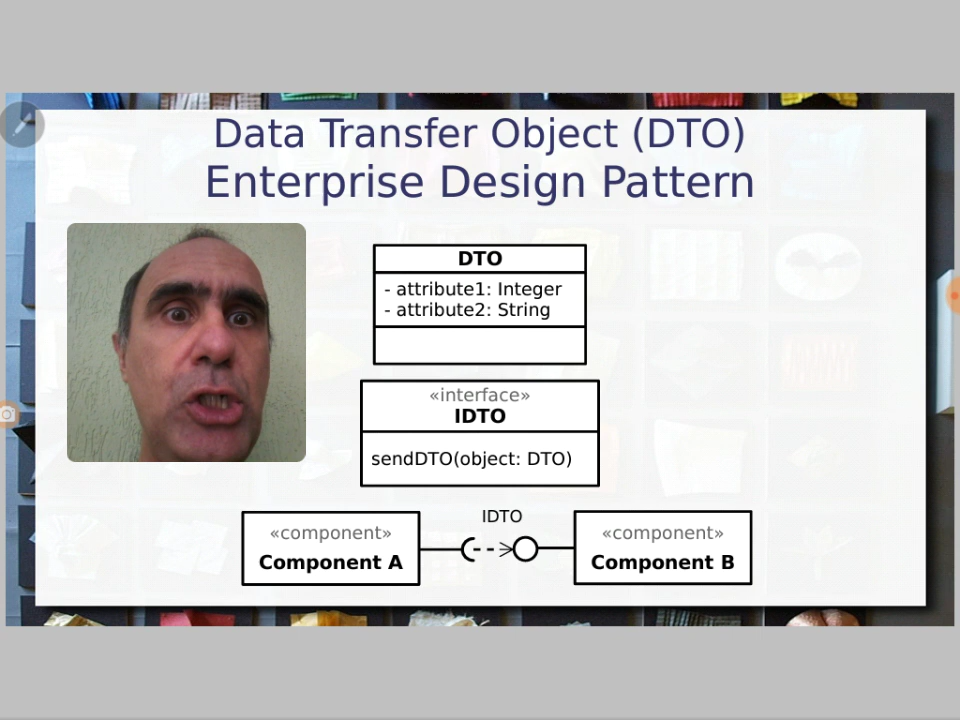 Data Transfer Object (DTO)
Enterprise Design Pattern
DTO
- attribute1: Integer
- attribute2: String
«interface»
IDTO
sendDTO(object: DTO)
IDTO
«component»
Component A
«component»
Component B